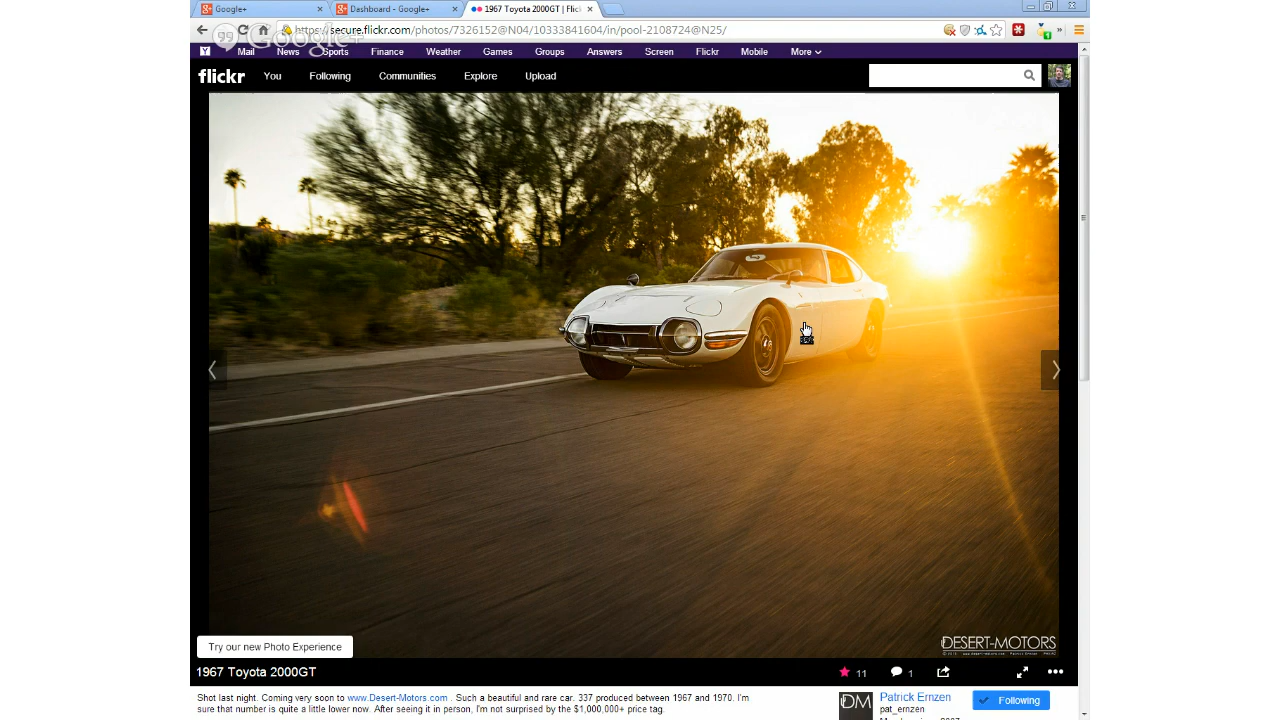 Google+
Dashboard - Google+
1967 Toyota 2000GT | Flic
https://secure.flickr.com/photos/7326152@N04/10333841604/in/pool-2108724@N25/
Google+
Mail News Sports Finance Weather Games Groups Answers Screen Flickr Mobile More
flickr You Following Communities Explore Upload
DESERT-MOTORS
Try our new Photo Experience
1967 Toyota 2000GT
11
1
Shot last night. Coming very soon to www.Desert-Motors.com . Such a beautiful and rare car. 337 produced between 1967 and 1970. I'm
sure that number is quite a little lower now. After seeing it in person, I'm not surprised by the $1,000,000+ price tag.
DM
Patrick Ernzen
pat_ernzen
Following